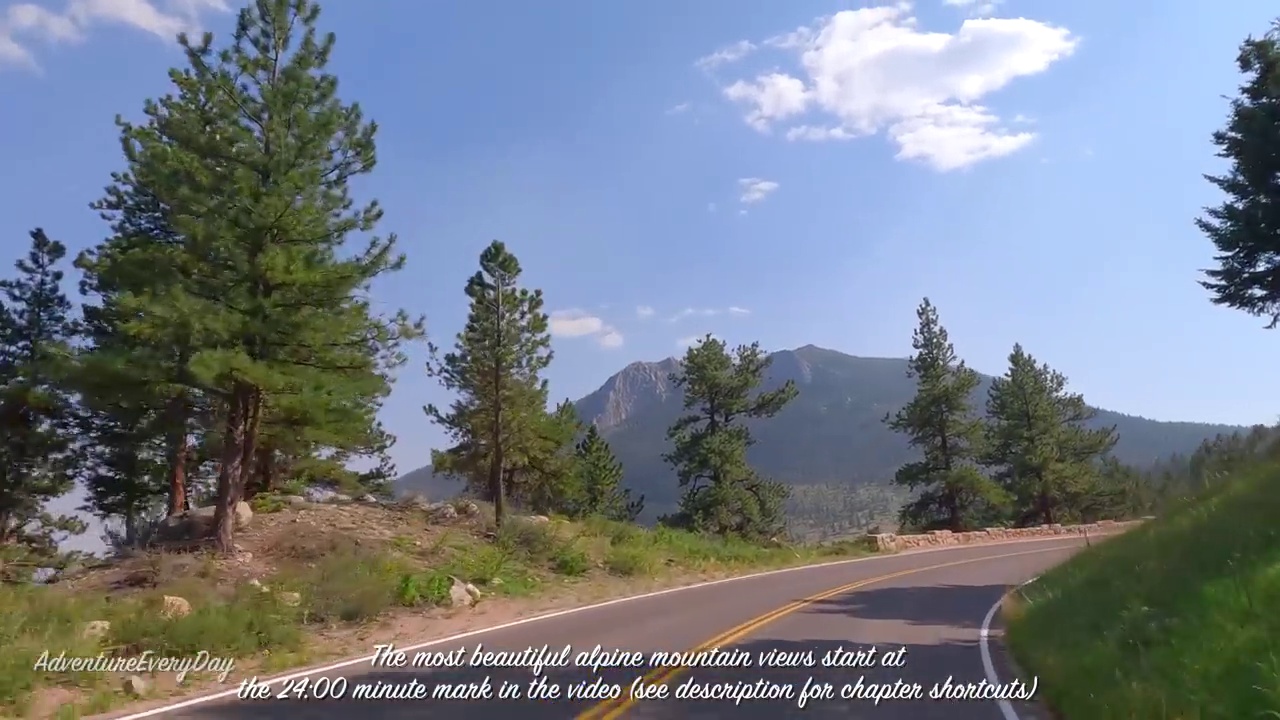 The most beautiful alpine mountain views start at
AdventureEveryDay
the 24:00 minute mark in the video (see description for chapter shortcuts)